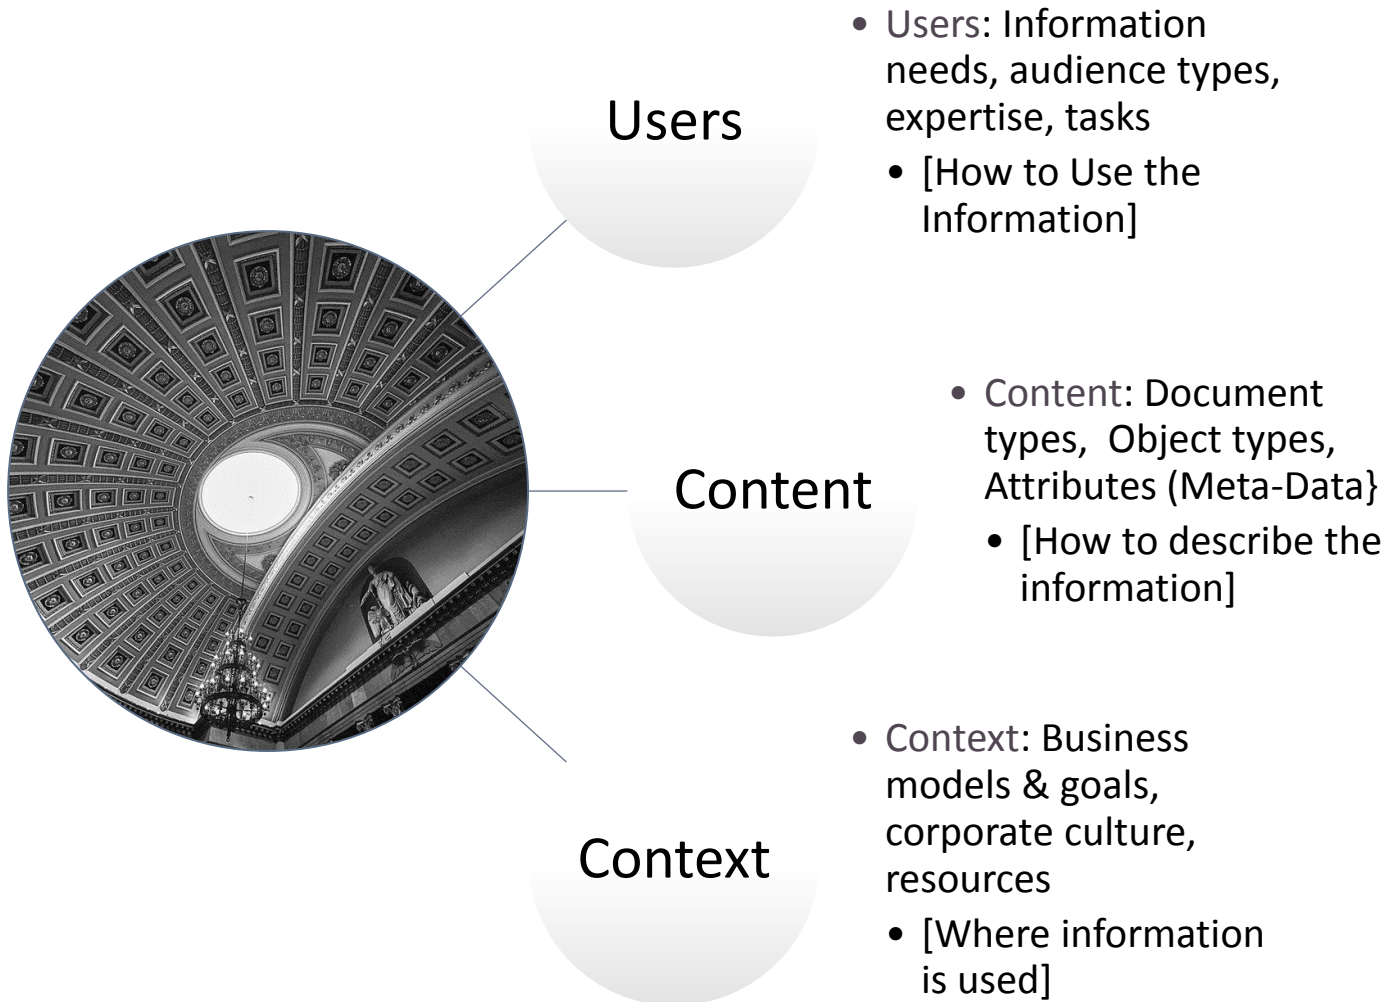 Users
• Users: Information
needs, audience types,
expertise, tasks
• [How to Use the
Information]
Content
• Content: Document
types,  Object types,
Attributes (Meta-Data}
• [How to describe the
information]
Context
• Context: Business
models & goals,
corporate culture,
resources
• [Where information
is used]